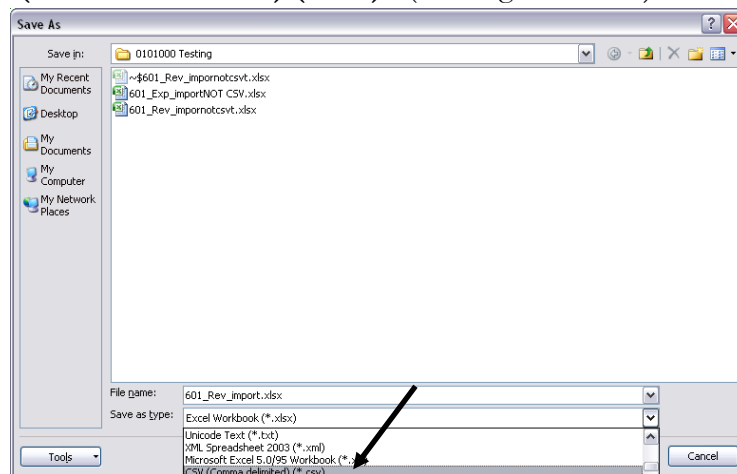 Save As
Save in:
0101000 Testing
My Recent Documents
Desktop
My Documents
My Computer
My Network Places
~$601_Rev_impornotcsvt.xlsx
601_Exp_importNOT CSV.xlsx
601_Rev_impornotcsvt.xlsx
File name:
601_Rev_import.xlsx
Save as type:
Excel Workbook (*.xlsx)
Unicode Text (*.txt)
XML Spreadsheet 2003 (*.xml)
Microsoft Excel 5.0/95 Workbook (*.x
CSV (Comma delimited) (*.csv)
Tools
Cancel